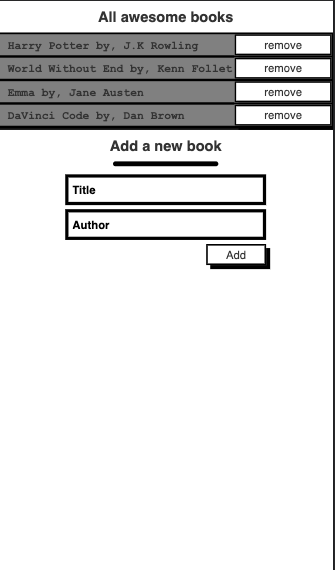 All awesome books
Harry Potter by, J.K Rowling
remove
World Without End by, Kenn Follet
remove
Emma by, Jane Austen
remove
DaVinci Code by, Dan Brown
remove
Add a new book
Title
Author
Add